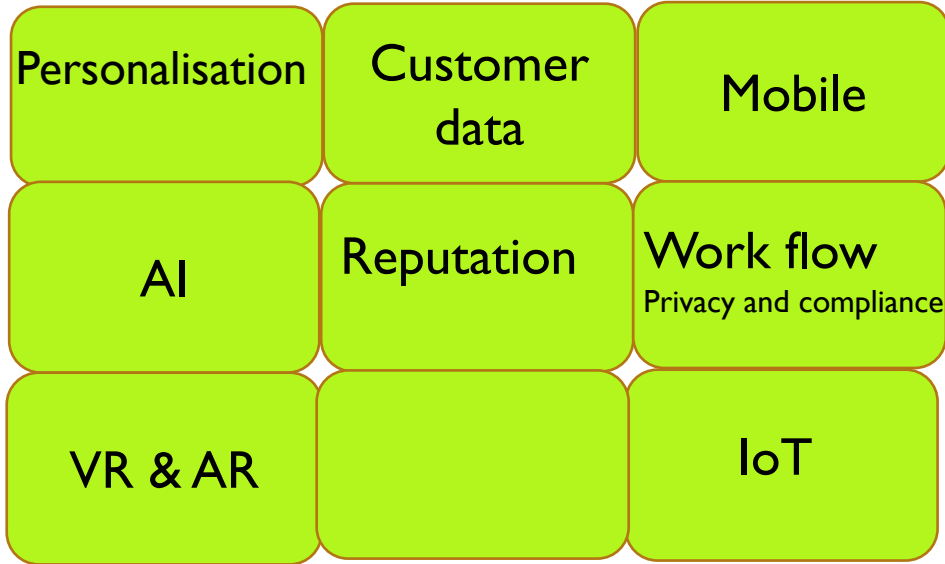 Personalisation
Customer
data
Mobile
AI
Reputation
Work flow
Privacy and compliance
VR & AR
IoT